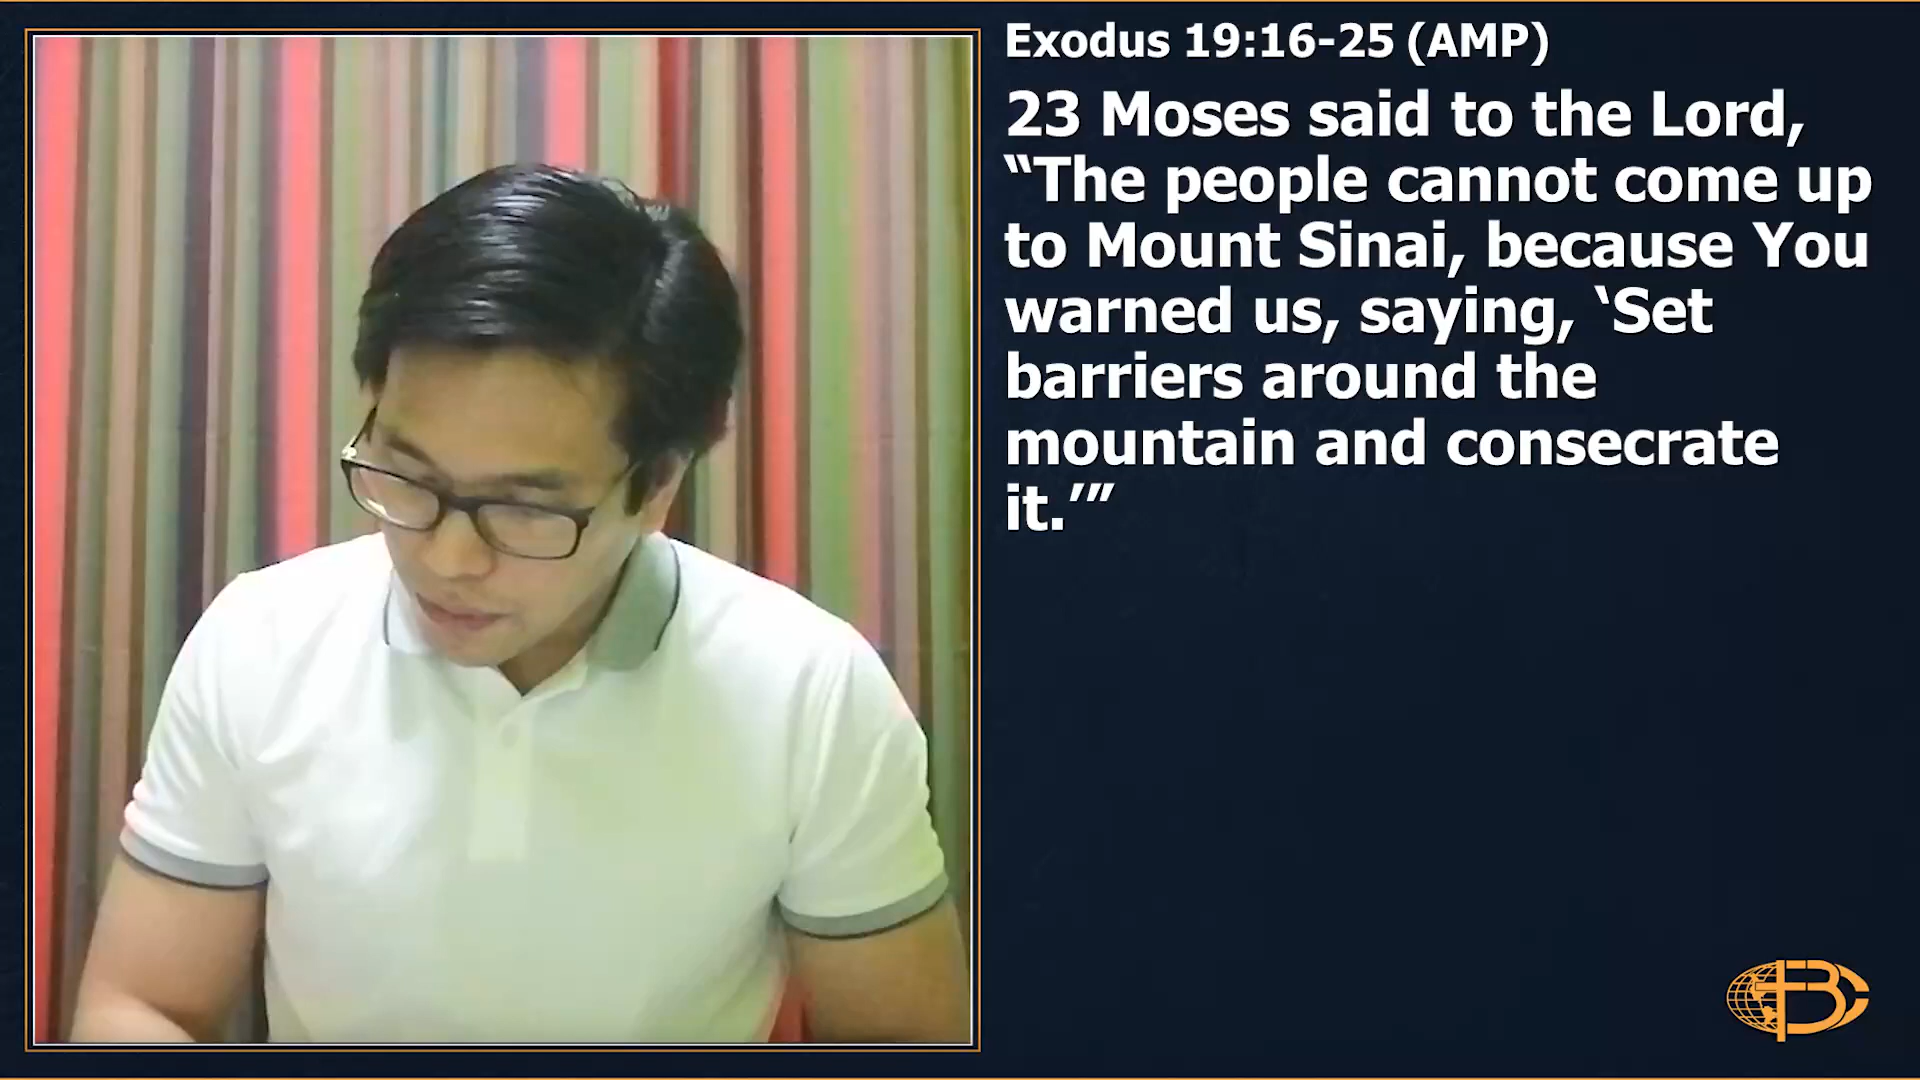 Exodus 19:16-25 (AMP)
23 Moses said to the Lord,
“The people cannot come up
to Mount Sinai, because You
warned us, saying, ‘Set
barriers around the
mountain and consecrate
it.’”